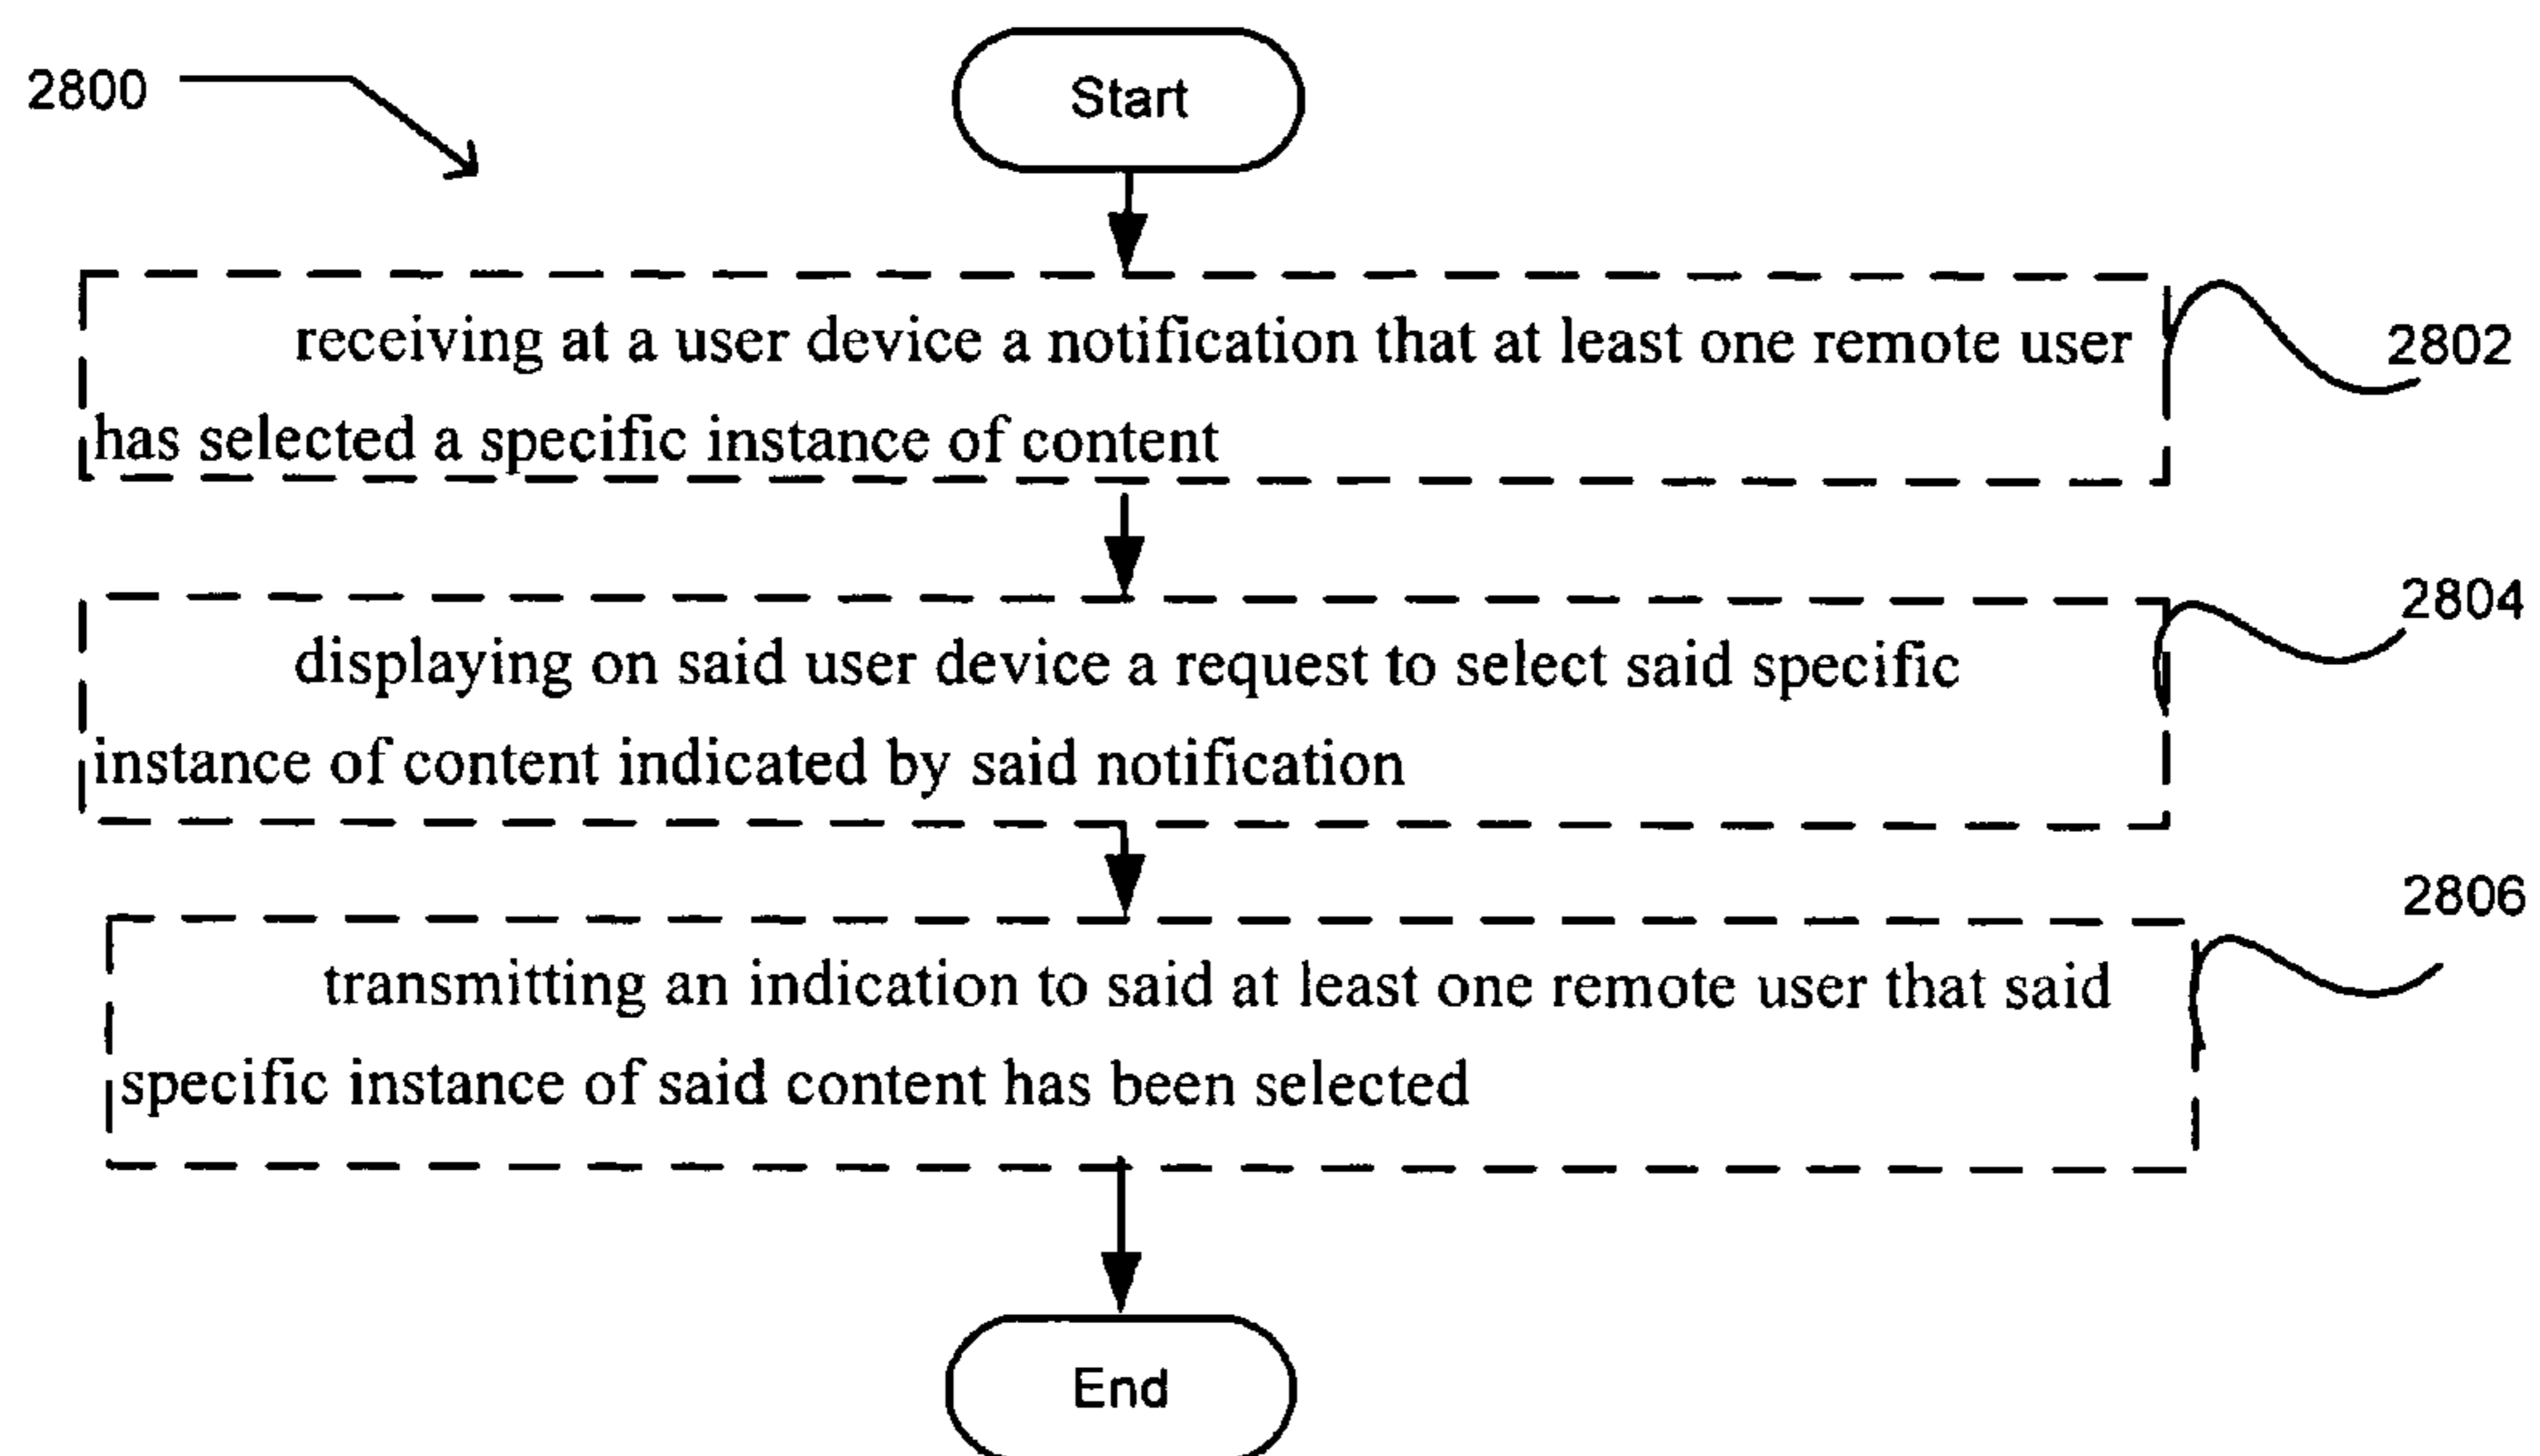 2800
Start
receiving at a user device a notification that at least one remote user
has selected a specific instance of content
2802
displaying on said user device a request to select said specific
instance of content indicated by said notification
2804
transmitting an indication to said at least one remote user that said
specific instance of said content has been selected
2806
End